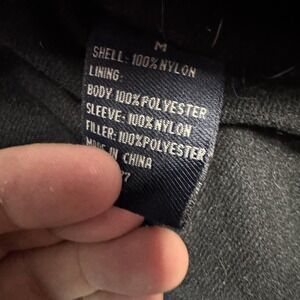 M
SHELL: 100% NYLON
LINING:
BODY 100% POLYESTER
SLEEVE: 100% NYLON
FILLER: 100% POLYESTER
MADE IN CHINA